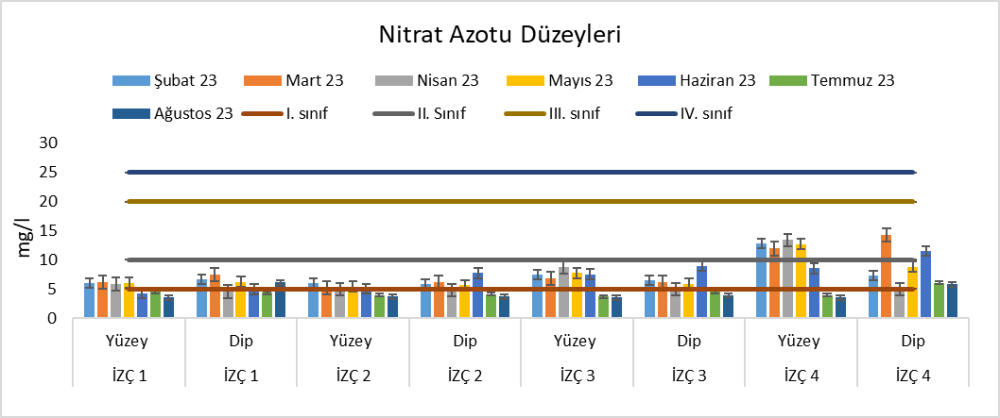 Nitrat Azotu Düzeyleri
Şubat 23 Mart 23 Nisan 23 Mayıs 23 Haziran 23 Temmuz 23
Ağustos 23 I. sınıf II. Sınıf III. sınıf IV. sınıf
30
25
20
15
10
5
0
mg/l
Yüzey Dip Yüzey Dip Yüzey Dip Yüzey Dip
İZÇ 1 İZÇ 1 İZÇ 2 İZÇ 2 İZÇ 3 İZÇ 3 İZÇ 4 İZÇ 4